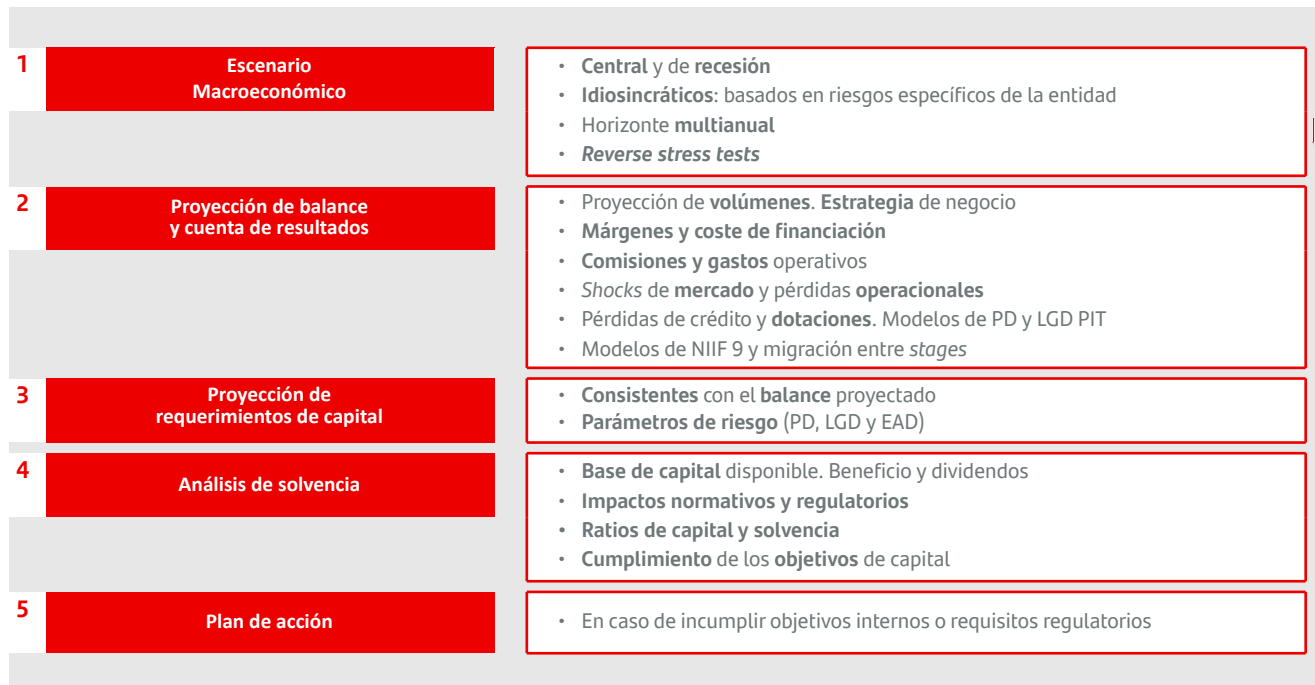 1
Escenario
Macroeconómico
• Central y de recesión
• Idiosincráticos: basados en riesgos específicos de la entidad
• Horizonte multianual
• Reverse stress tests
2
Proyección de balance
y cuenta de resultados
• Proyección de volúmenes. Estrategia de negocio
• Márgenes y coste de financiación
• Comisiones y gastos operativos
• Shocks de mercado y pérdidas operacionales
• Pérdidas de crédito y dotaciones. Modelos de PD y LGD PIT
• Modelos de NIIF 9 y migración entre stages
3
Proyección de
requerimientos de capital
• Consistentes con el balance proyectado
• Parámetros de riesgo (PD, LGD y EAD)
4
Análisis de solvencia
• Base de capital disponible. Beneficio y dividendos
• Impactos normativos y regulatorios
• Ratios de capital y solvencia
• Cumplimiento de los objetivos de capital
5
Plan de acción
• En caso de incumplir objetivos internos o requisitos regulatorios